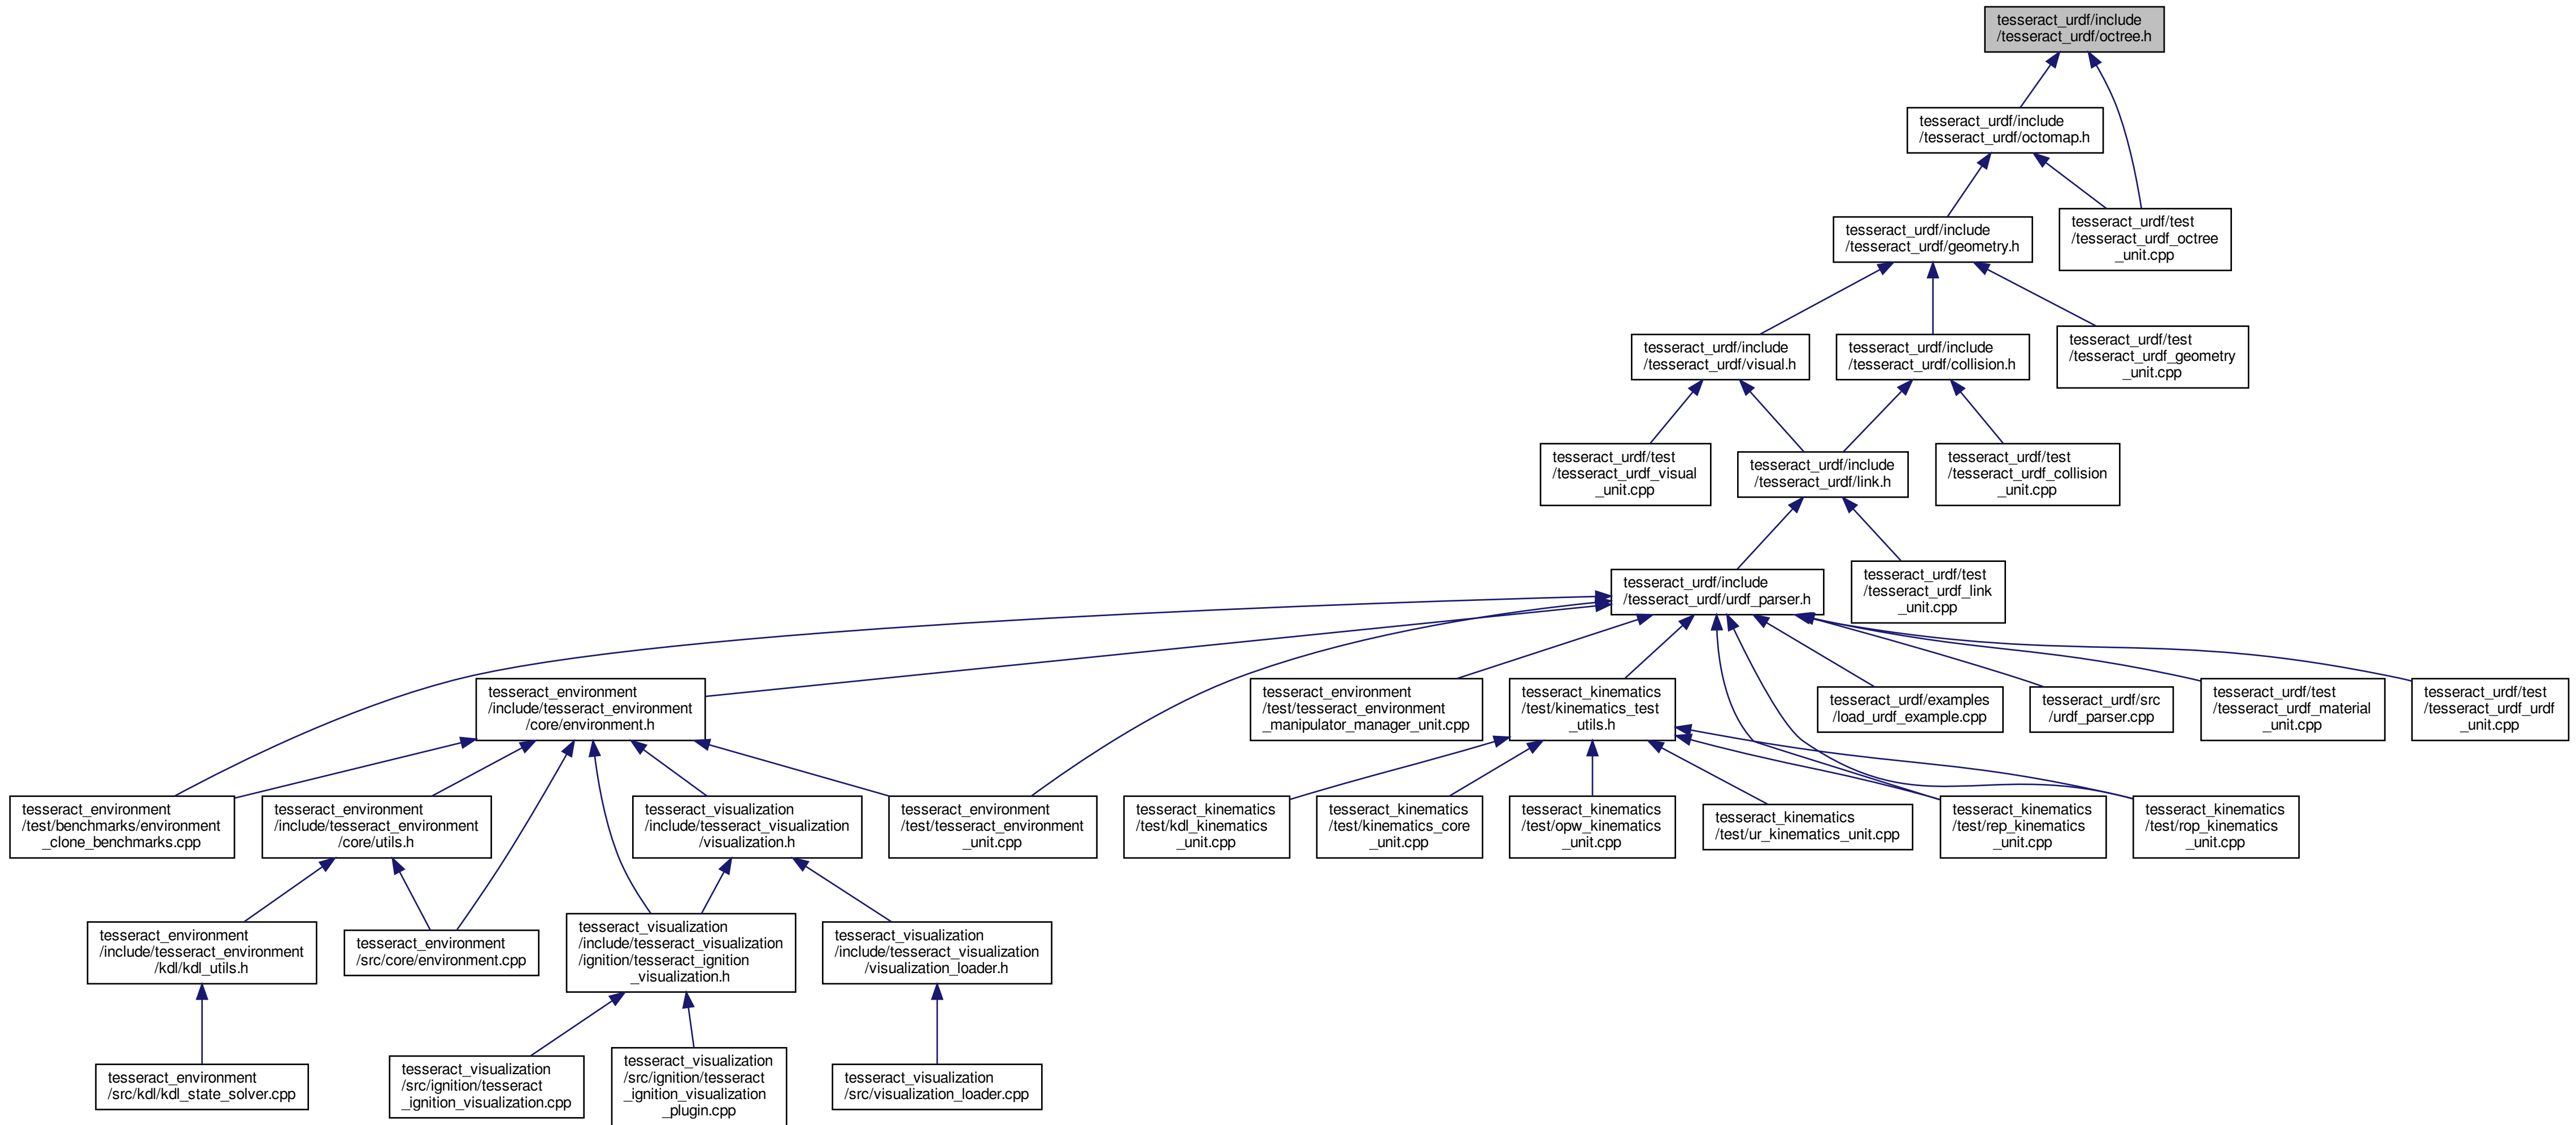 tesseract_urdf/include
/tesseract_urdf/octree.h
tesseract_urdf/include
/tesseract_urdf/octomap.h
tesseract_urdf/include
/tesseract_urdf/geometry.h
tesseract_urdf/test
/tesseract_urdf_octree
_unit.cpp
tesseract_urdf/include
/tesseract_urdf/visual.h
tesseract_urdf/include
/tesseract_urdf/collision.h
tesseract_urdf/test
/tesseract_urdf_geometry
_unit.cpp
tesseract_urdf/test
/tesseract_urdf_visual
_unit.cpp
tesseract_urdf/include
/tesseract_urdf/link.h
tesseract_urdf/test
/tesseract_urdf_collision
_unit.cpp
tesseract_urdf/include
/tesseract_urdf/urdf_parser.h
tesseract_urdf/test
/tesseract_urdf_link
_unit.cpp
tesseract_environment
/include/tesseract_environment
/core/environment.h
tesseract_environment
/test/tesseract_environment
_manipulator_manager_unit.cpp
tesseract_kinematics
/test/kinematics_test
_utils.h
tesseract_urdf/examples
/load_urdf_example.cpp
tesseract_urdf/src
/urdf_parser.cpp
tesseract_urdf/test
/tesseract_urdf_material
_unit.cpp
tesseract_urdf/test
/tesseract_urdf_urdf
_unit.cpp
tesseract_environment
/test/benchmarks/environment
_clone_benchmarks.cpp
tesseract_environment
/include/tesseract_environment
/core/utils.h
tesseract_visualization
/include/tesseract_visualization
/visualization.h
tesseract_environment
/test/tesseract_environment
_unit.cpp
tesseract_kinematics
/test/kdl_kinematics
_unit.cpp
tesseract_kinematics
/test/kinematics_core
_unit.cpp
tesseract_kinematics
/test/opw_kinematics
_unit.cpp
tesseract_kinematics
/test/ur_kinematics_unit.cpp
tesseract_kinematics
/test/rep_kinematics
_unit.cpp
tesseract_kinematics
/test/rop_kinematics
_unit.cpp
tesseract_environment
/include/tesseract_environment
/kdl/kdl_utils.h
tesseract_environment
/src/core/environment.cpp
tesseract_visualization
/include/tesseract_visualization
/ignition/tesseract_ignition
_visualization.h
tesseract_visualization
/include/tesseract_visualization
/visualization_loader.h
tesseract_environment
/src/kdl/kdl_state_solver.cpp
tesseract_visualization
/src/ignition/tesseract
_ignition_visualization.cpp
tesseract_visualization
/src/ignition/tesseract
_ignition_visualization
_plugin.cpp
tesseract_visualization
/src/visualization_loader.cpp